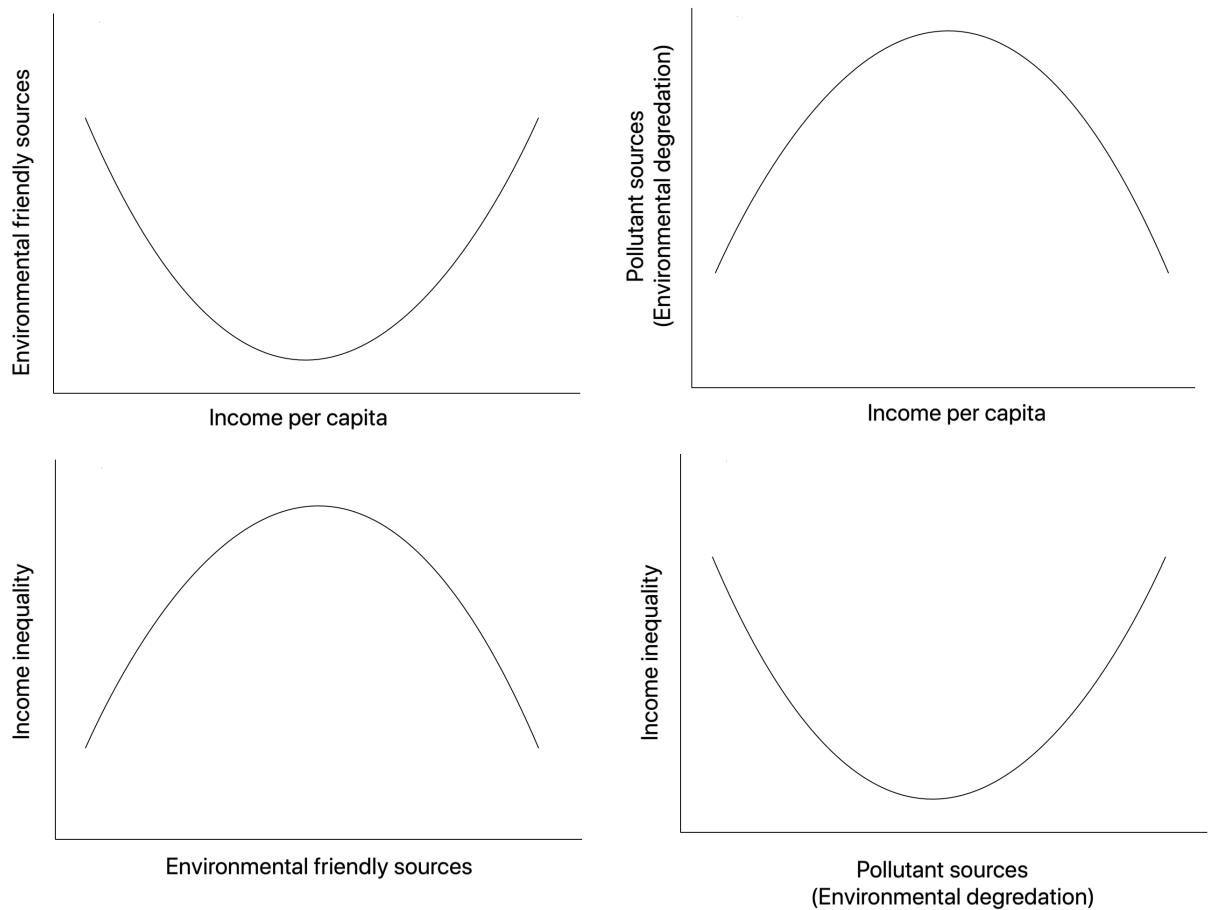 Environmental friendly sources
Income per capita
Pollutant sources
(Environmental degredation)
Income per capita
Income inequality
Environmental friendly sources
Income inequality
Pollutant sources
(Environmental degredation)